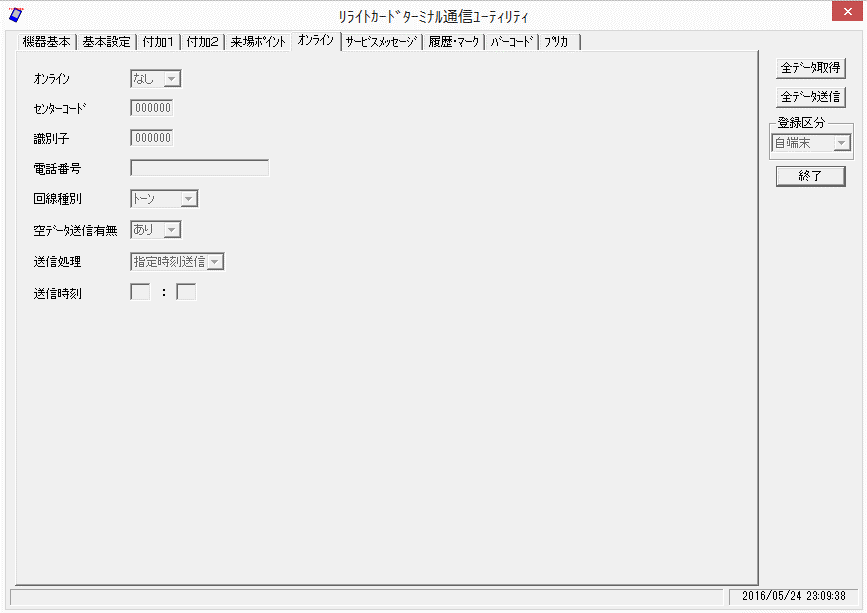 ﾘﾗｲﾄｶｰﾄﾞﾀｰﾐﾅﾙ通信ﾕｰﾃｨﾘﾃｨ
機器基本 基本設定 付加1 付加2 来場ﾎﾟｲﾝﾄ ｵﾝﾗｲﾝ ｻｰﾋﾞｽﾒｯｾｰｼﾞ 履歴･ﾏｰｸ ﾊﾞｰｺｰﾄﾞ ﾌﾟﾘｶ
ｵﾝﾗｲﾝ なし
ｾﾝﾀｰｺｰﾄﾞ 000000
識別子 000000
電話番号
回線種別 ﾄｰﾝ
空ﾃﾞｰﾀ送信有無 あり
送信処理 指定時刻送信
送信時刻 :
全ﾃﾞｰﾀ取得
全ﾃﾞｰﾀ送信
登録区分
自端末
終了
2016/05/24 23:09:38